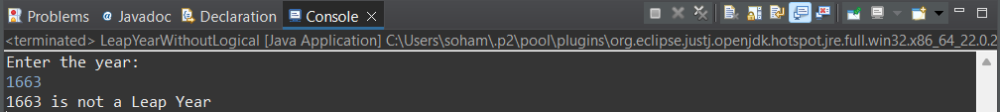 Problems @ Javadoc Declaration Console ×
<terminated> LeapYearWithoutLogical [Java Application] C:\Users\soham\.p2\pool\plugins\org.eclipse.justj.openjdk.hotspot.jre.full.win32.x86_64_22.0.2
Enter the year:
1663
1663 is not a Leap Year